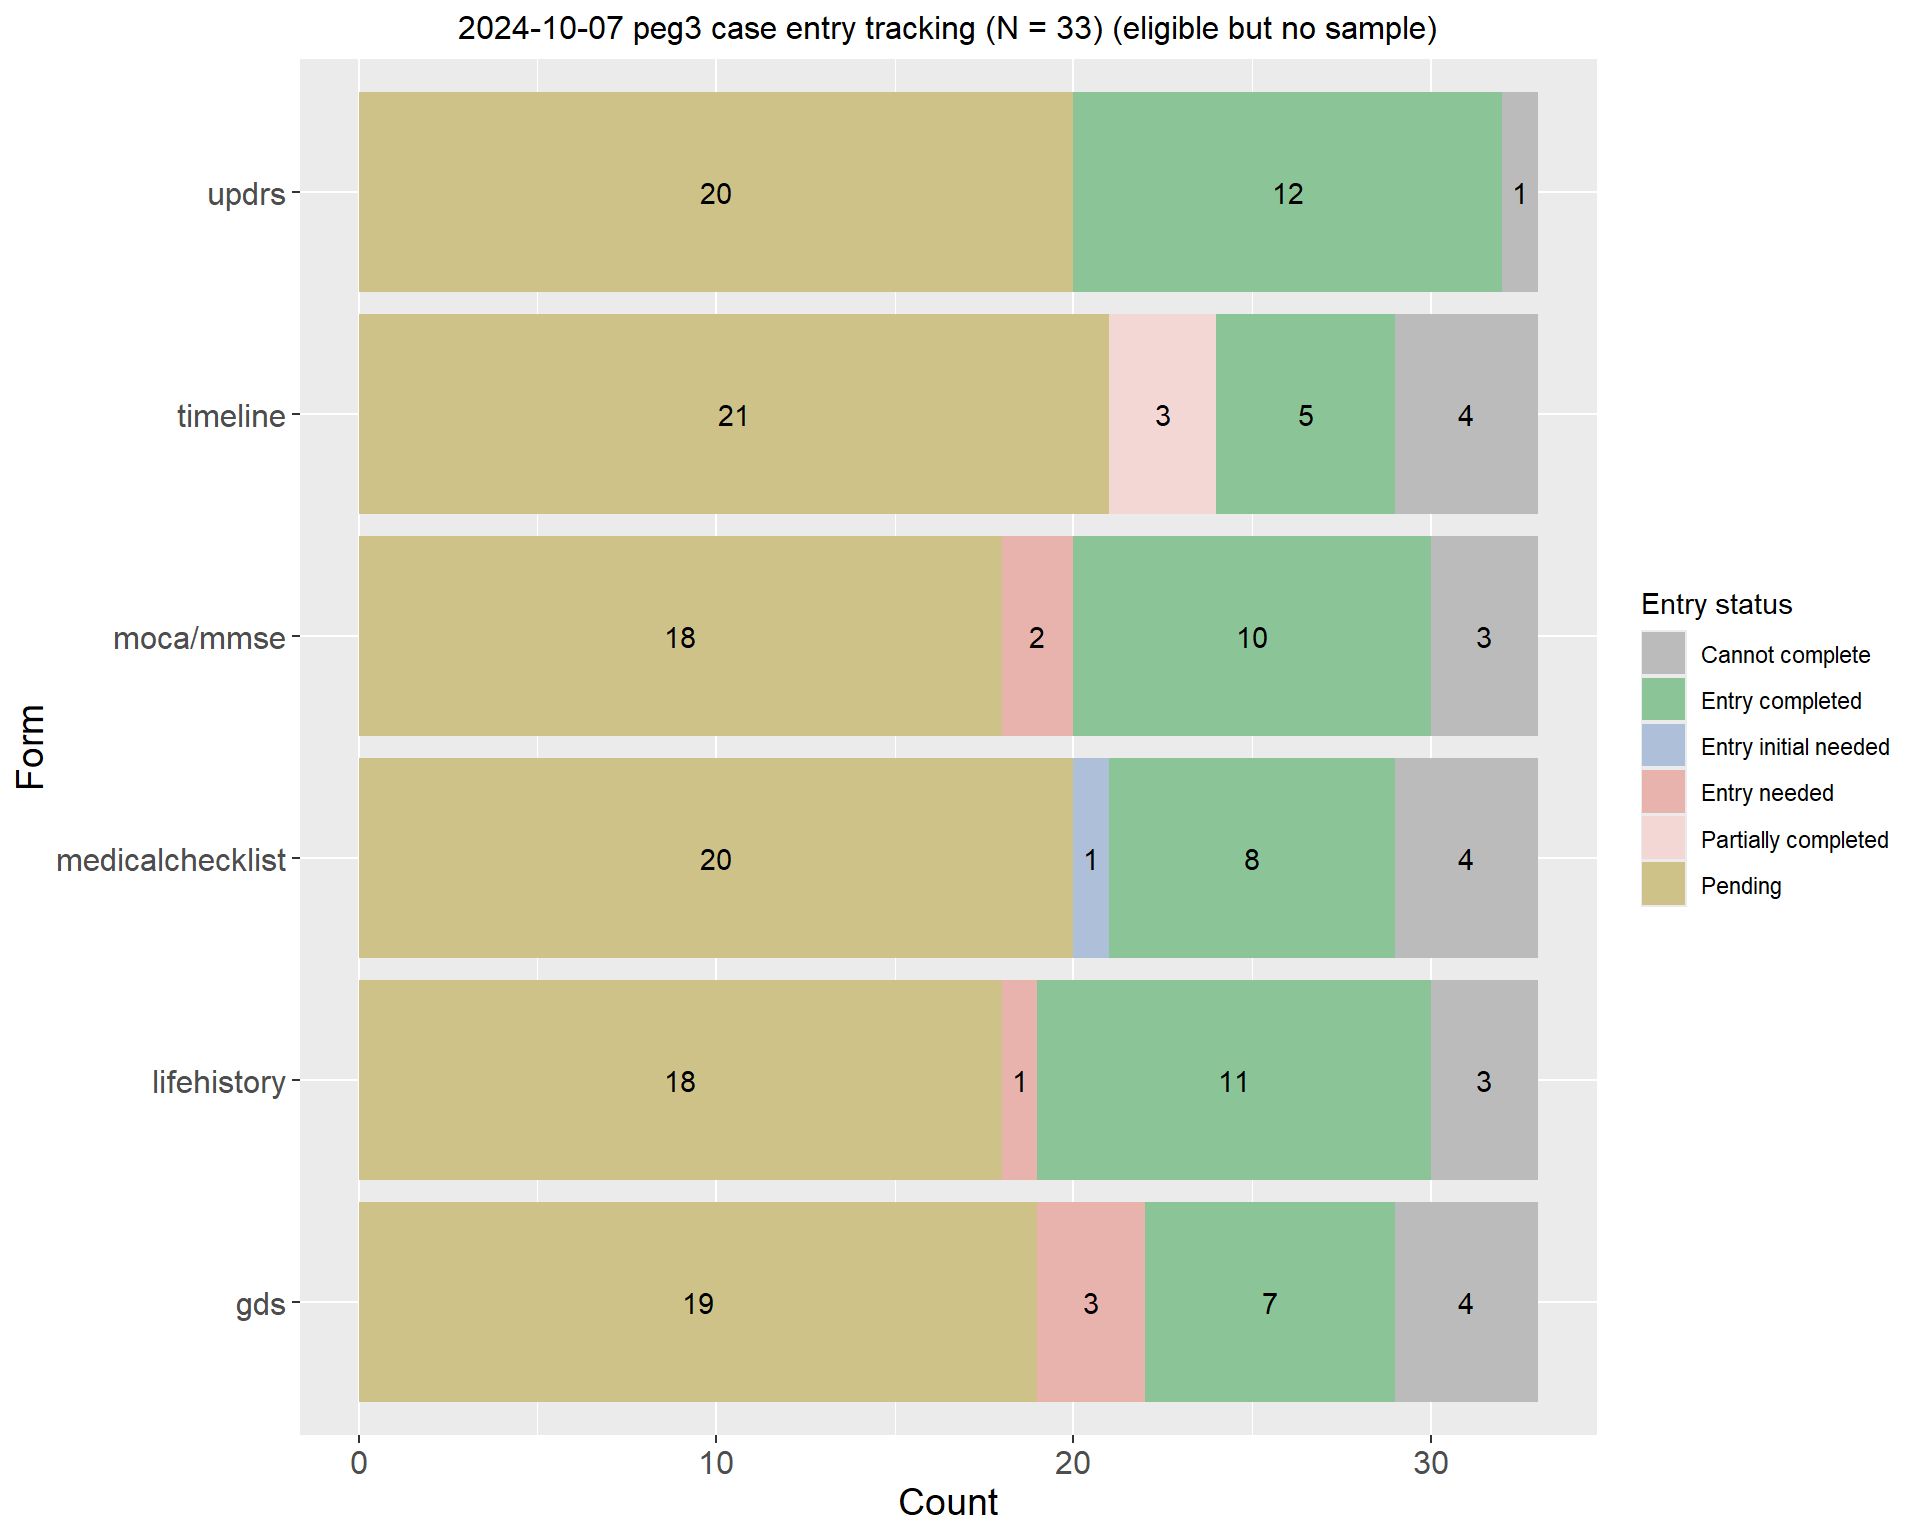 2024-10-07 peg3 case entry tracking (N = 33) (eligible but no sample)
updrs
20
12
1
timeline
21
3
5
4
moca/mmse
18
2
10
3
medicalchecklist
20
1
8
4
lifehistory
18
1
11
3
gds
19
3
7
4
0
10
20
30
Count
Form
Entry status
Cannot complete
Entry completed
Entry initial needed
Entry needed
Partially completed
Pending